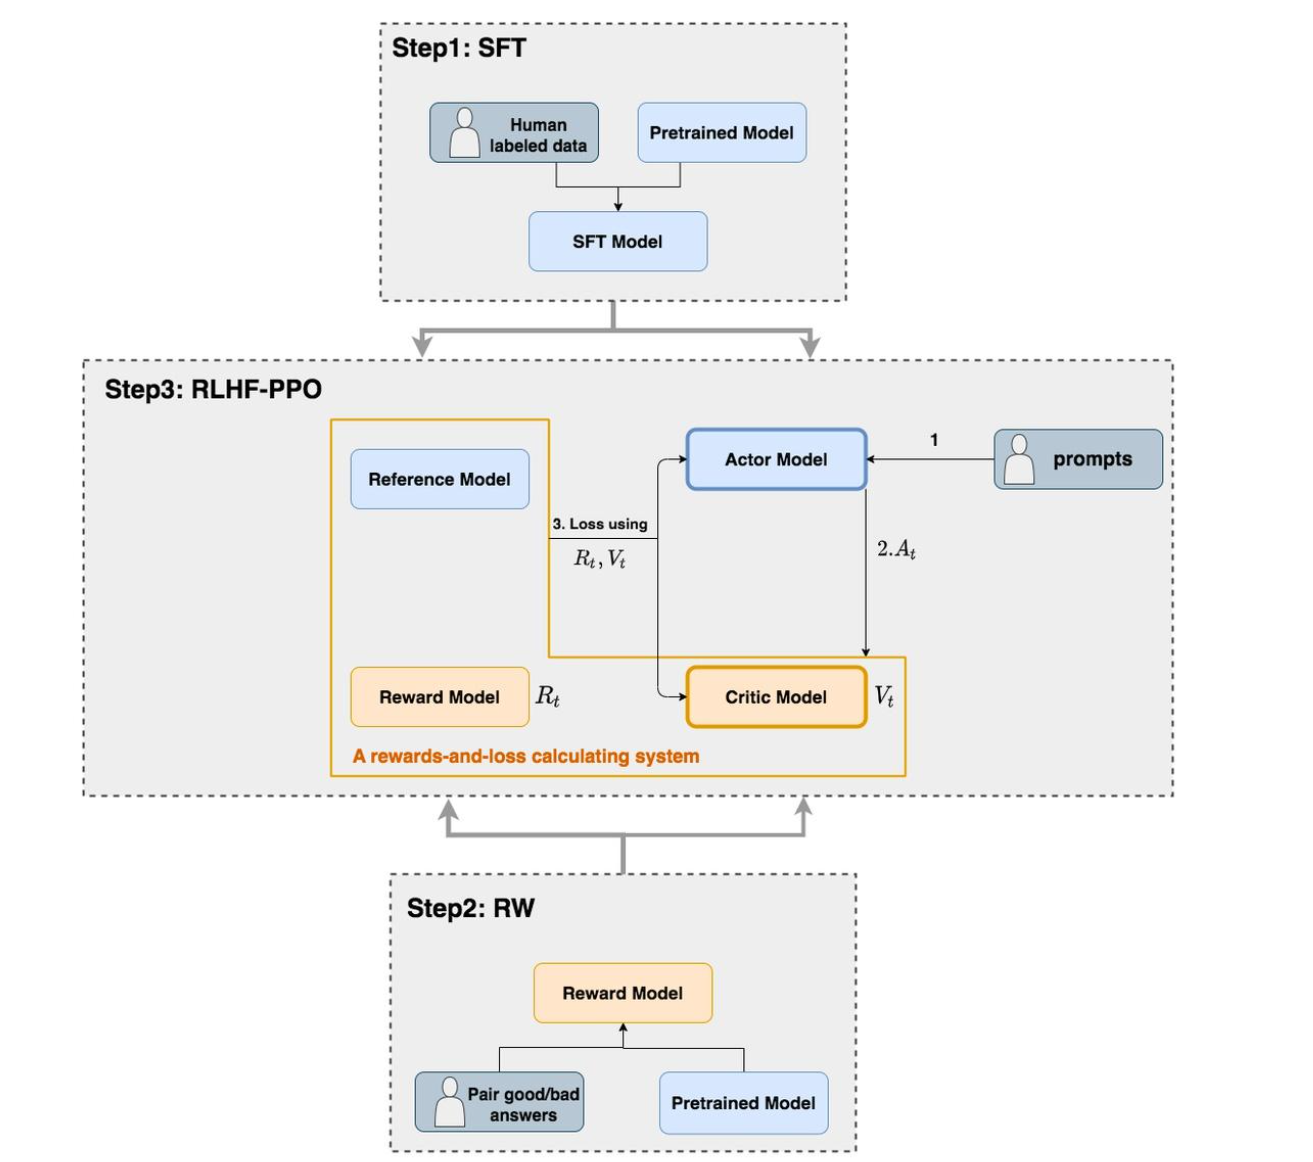 Step1: SFT
Human
labeled data
Pretrained Model
SFT Model
Step3: RLHF-PPO
Reference Model
Actor Model
1
prompts
3. Loss using
R_t, V_t
2.A_t
Reward Model
R_t
Critic Model
V_t
A rewards-and-loss calculating system
Step2: RW
Reward Model
Pair good/bad
answers
Pretrained Model